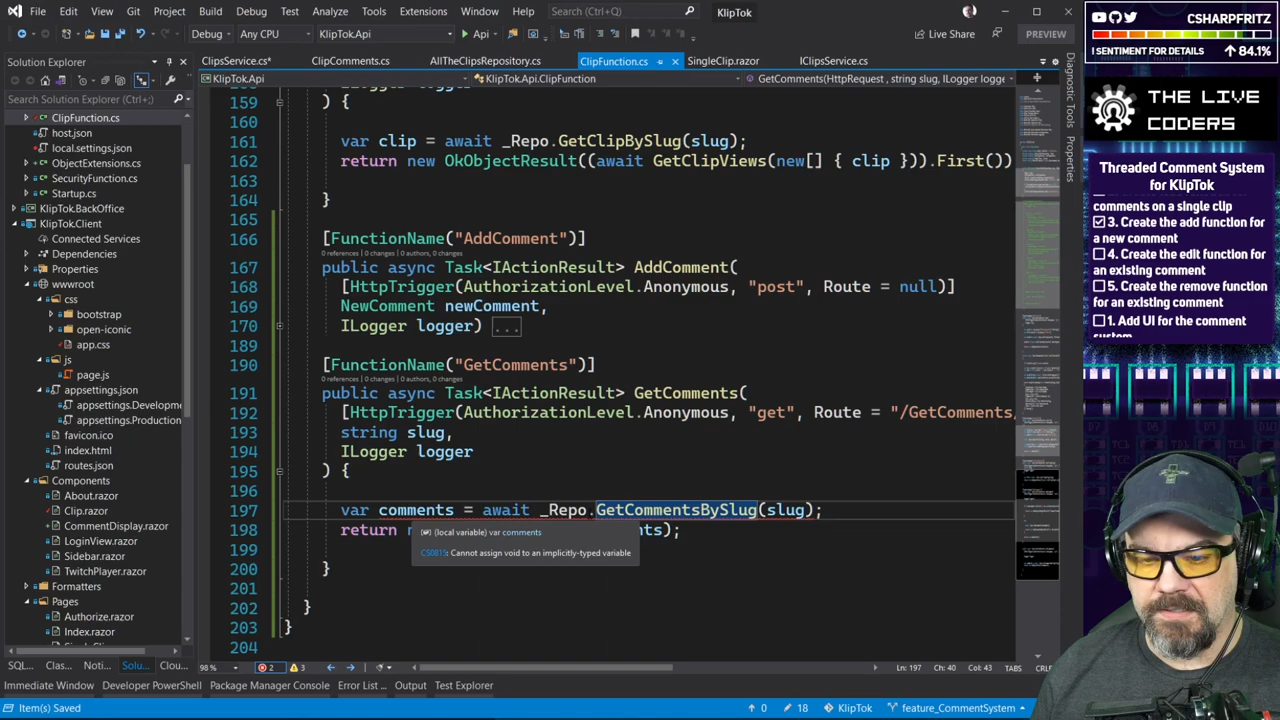 File Edit View Git Project Build Debug Test Analyze Tools Extensions Window Help Search (Ctrl+Q) KlipTok
Debug Any CPU KlipTok.Api Api Live Share PREVIEW
Solution Explorer
Search Solution Explorer (Ctrl+;)
ClipFunction.cs
host.json
local.settings.json
ObjectExtensions.cs
SecurityFunction.cs
Startup.cs
KlipTokBackOffice
KlipTok.Client
Connected Services
Dependencies
Properties
wwwroot
css
bootstrap
open-iconic
app.css
js
page.js
appsettings.json
appsettings.Developm
appsettings.Production
favicon.ico
Index.html
routes.json
Components
About.razor
Clip.razor
CommentDisplay.razor
LoginView.razor
Sidebar.razor
TwitchPlayer.razor
Formatters
Pages
Authorize.razor
Index.razor
SQL... Clas... Noti... Solu... Clou...
ClipsService.cs* ClipComments.cs AllTheClipsRepository.cs ClipFunction.cs SingleClip.razor IClipsService.cs
KlipTok.Api KlipTok.Api.ClipFunction GetComments(HttpRequest , string slug, ILogger logge
159 ) {
160
161 var clip = await _Repo.GetClipBySlug(slug);
162 return new OkObjectResult((await GetClipViews(new[] { clip })).First())
163
164
165
166 [FunctionName("AddComment")]
0 references | 0 changes | 0 authors, 0 changes
167 public async Task<IActionResult> AddComment(
168 [HttpTrigger(AuthorizationLevel.Anonymous, "post", Route = null)]
169 NewComment newComment,
170 ILogger logger) ...
189
190 [FunctionName("GetComments")]
0 references | 0 changes | 0 authors, 0 changes
191 public async Task<IActionResult> GetComments(
192 [HttpTrigger(AuthorizationLevel.Anonymous, "get", Route = "/GetComments/
193 string slug,
194 ILogger logger
195 ) {
196
197 var comments = await _Repo.GetCommentsBySlug(slug);
198 return
(local variable) var comments
CS0815: Cannot assign void to an implicitly-typed variable
199
200 }
201
202 }
203 }
204
98 % 2 3 Ln: 197 Ch: 40 Col: 43 TABS CRLF
Immediate Window Developer PowerShell Package Manager Console Error List ... Output Test Explorer
Item(s) Saved 0 18 KlipTok feature_CommentSystem
Diagnostic Tools
Properties
CSHARPFRITZ
! SENTIMENT FOR DETAILS 84.1%
THE LIVE
CODERS
Threaded Comment System
for KlipTok
comments on a single clip
3. Create the add function for
a new comment
4. Create the edit function for
an existing comment
5. Create the remove function
for an existing comment
1. Add UI for the comment
system